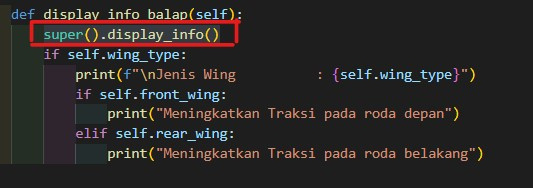 def display_info_balap(self):
    super().display_info()
    if self.wing_type:
        print(f"\nJenis Wing         : {self.wing_type}")
        if self.front_wing:
            print("Meningkatkan Traksi pada roda depan")
        elif self.rear_wing:
            print("Meningkatkan Traksi pada roda belakang")